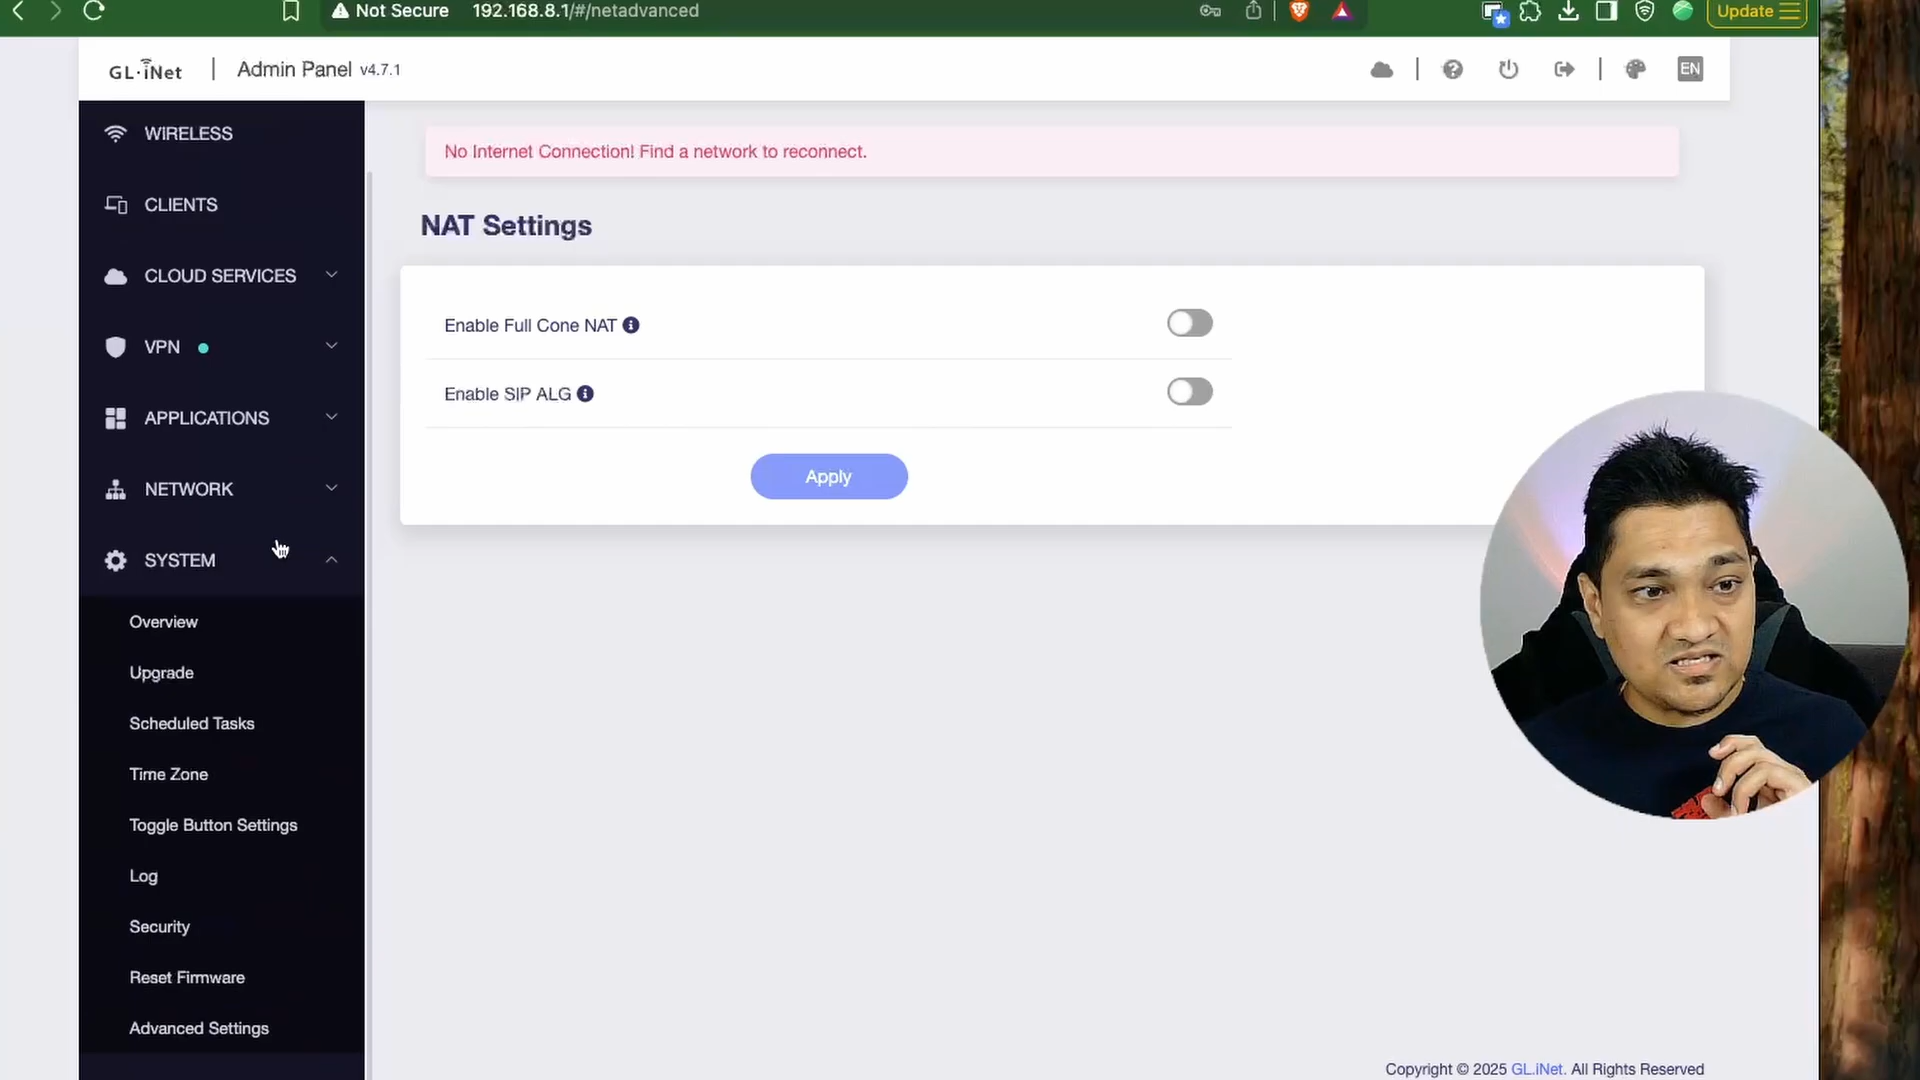 Not Secure 192.168.8.1/#/netadvanced
Update
GL·iNet Admin Panel v4.7.1
EN
WIRELESS
CLIENTS
CLOUD SERVICES
VPN
APPLICATIONS
NETWORK
SYSTEM
Overview
Upgrade
Scheduled Tasks
Time Zone
Toggle Button Settings
Log
Security
Reset Firmware
Advanced Settings
No Internet Connection! Find a network to reconnect.
NAT Settings
Enable Full Cone NAT
Enable SIP ALG
Apply
Copyright © 2025 GL.iNet. All Rights Reserved